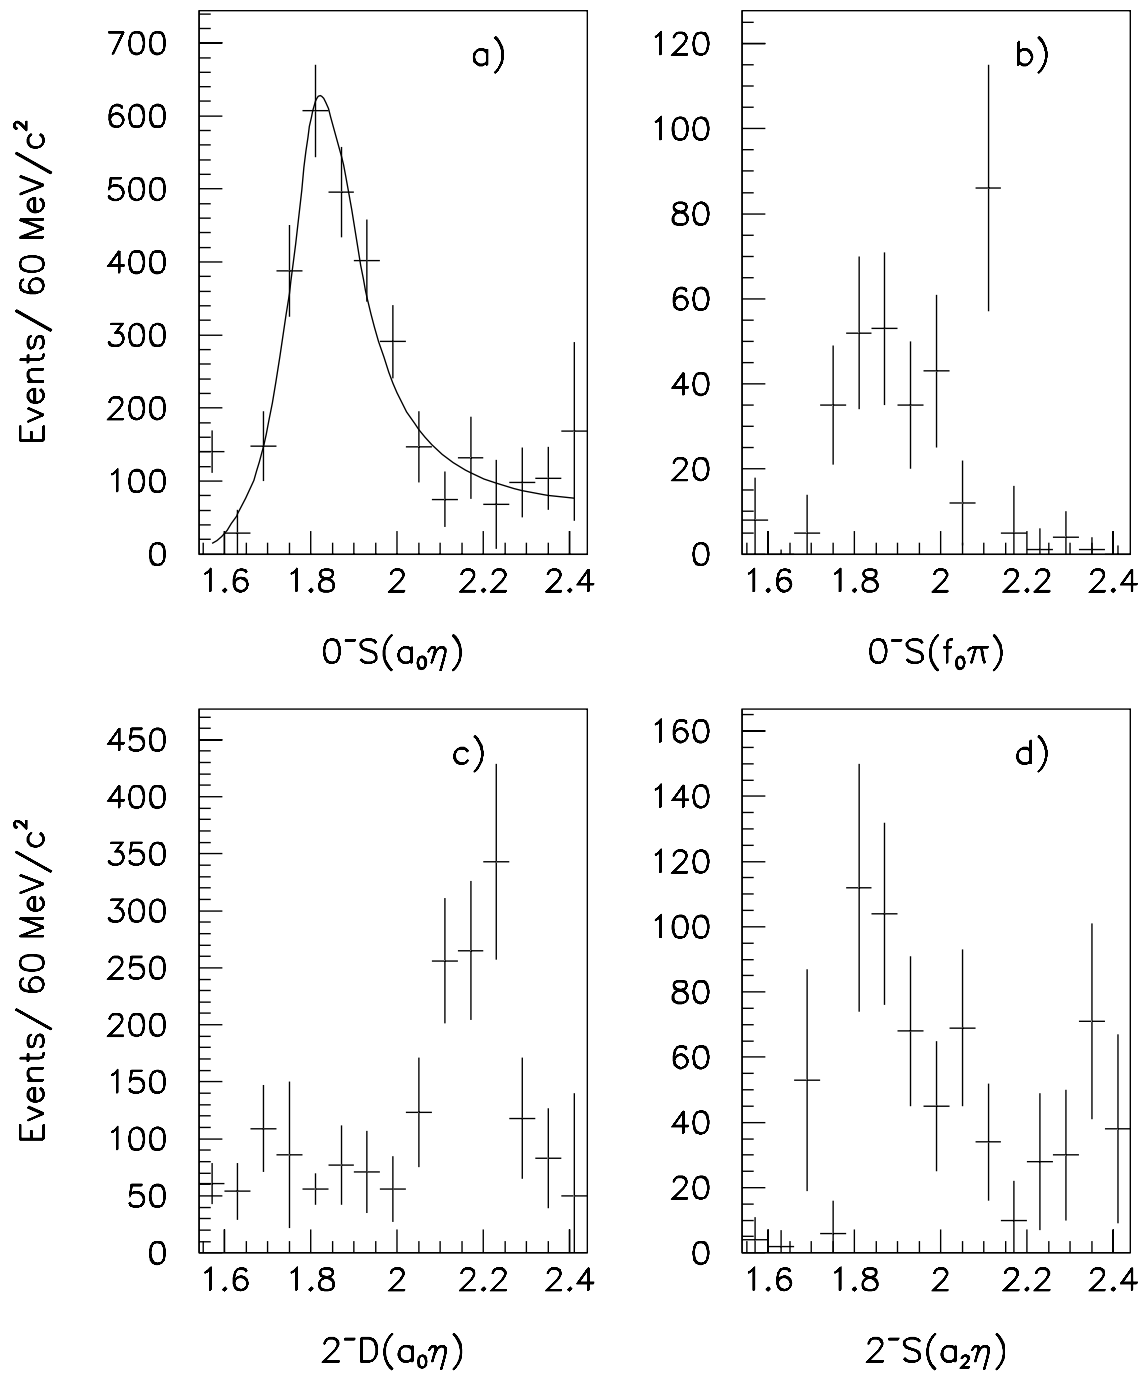 a)
700
600
500
400
300
200
100
0
1.6 1.8 2 2.2 2.4
Events/ 60 MeV/c²
0⁻S(a₀η)
b)
120
100
80
60
40
20
0
1.6 1.8 2 2.2 2.4
0⁻S(f₀π)
c)
450
400
350
300
250
200
150
100
50
0
1.6 1.8 2 2.2 2.4
Events/ 60 MeV/c²
2⁻D(a₀η)
d)
160
140
120
100
80
60
40
20
0
1.6 1.8 2 2.2 2.4
2⁻S(a₂η)